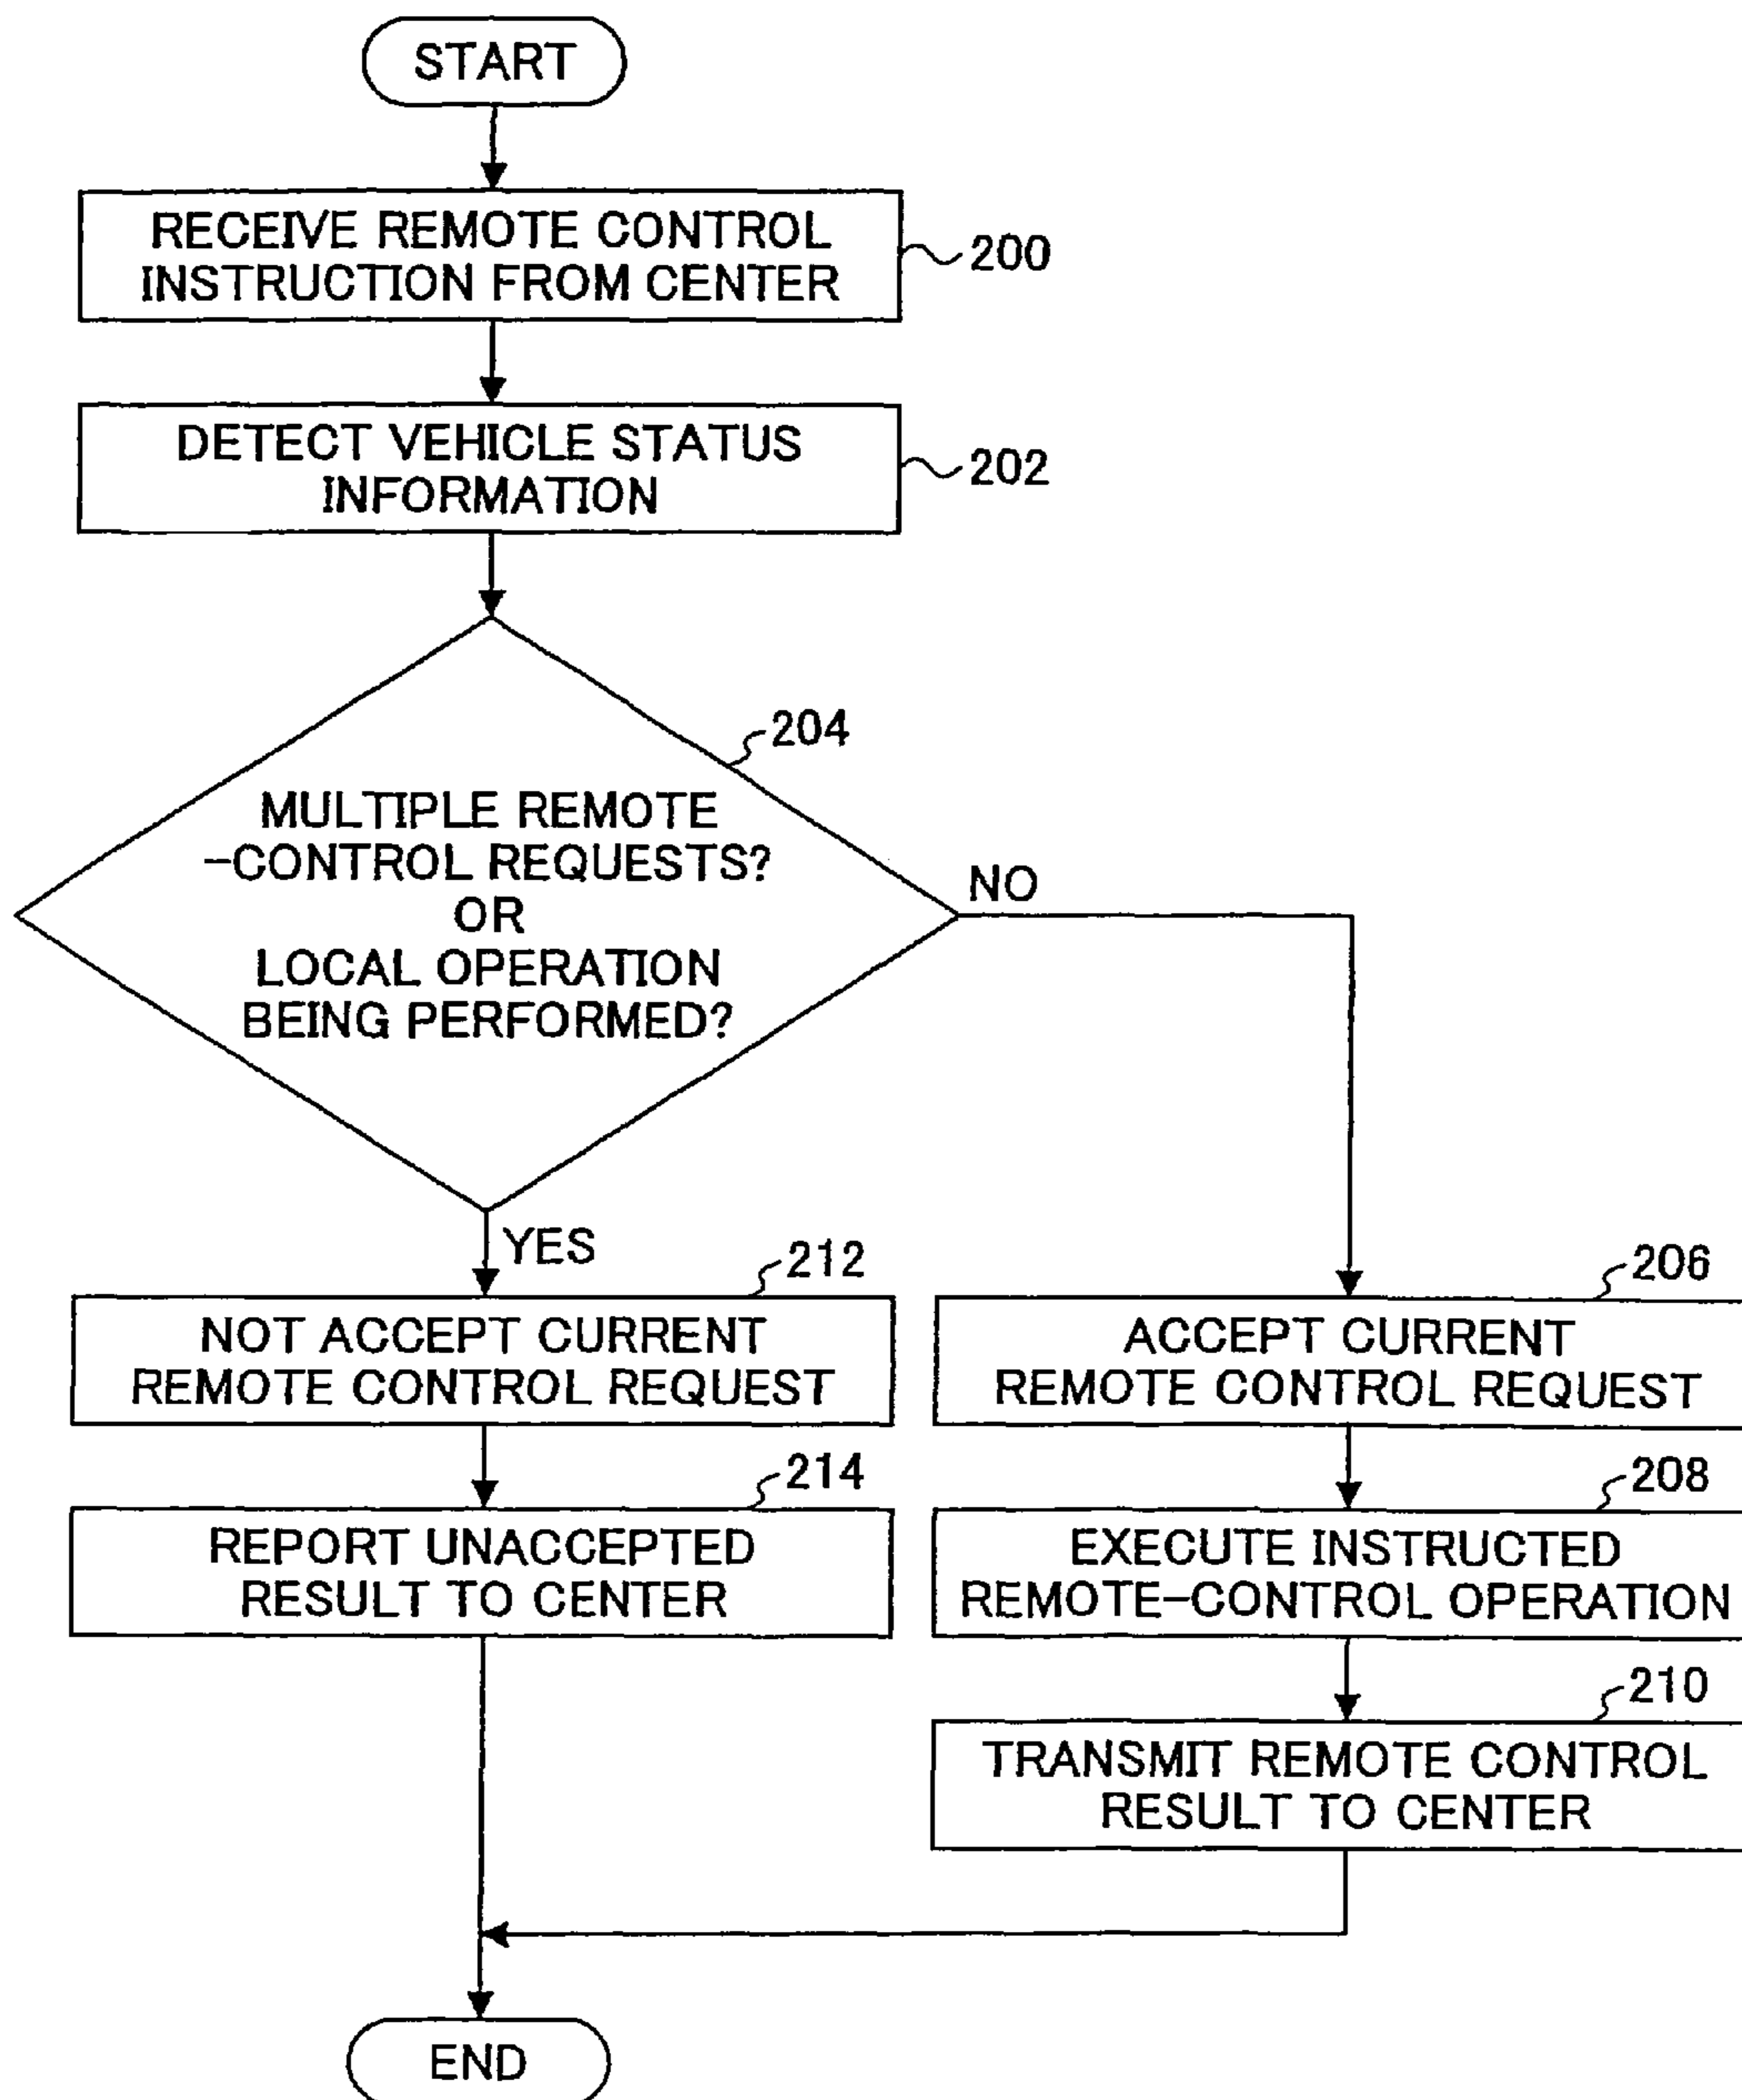 START
RECEIVE REMOTE CONTROL
INSTRUCTION FROM CENTER
200
DETECT VEHICLE STATUS
INFORMATION
202
204
MULTIPLE REMOTE
-CONTROL REQUESTS?
OR
LOCAL OPERATION
BEING PERFORMED?
NO
YES
212
NOT ACCEPT CURRENT
REMOTE CONTROL REQUEST
214
REPORT UNACCEPTED
RESULT TO CENTER
206
ACCEPT CURRENT
REMOTE CONTROL REQUEST
208
EXECUTE INSTRUCTED
REMOTE-CONTROL OPERATION
210
TRANSMIT REMOTE CONTROL
RESULT TO CENTER
END